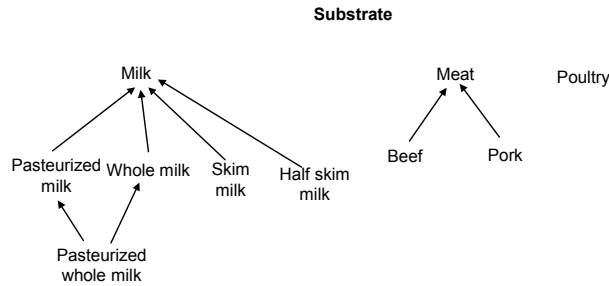 Substrate
Milk
Meat
Poultry
Pasteurized
milk
Whole milk
Skim
milk
Half skim
milk
Beef
Pork
Pasteurized
whole milk